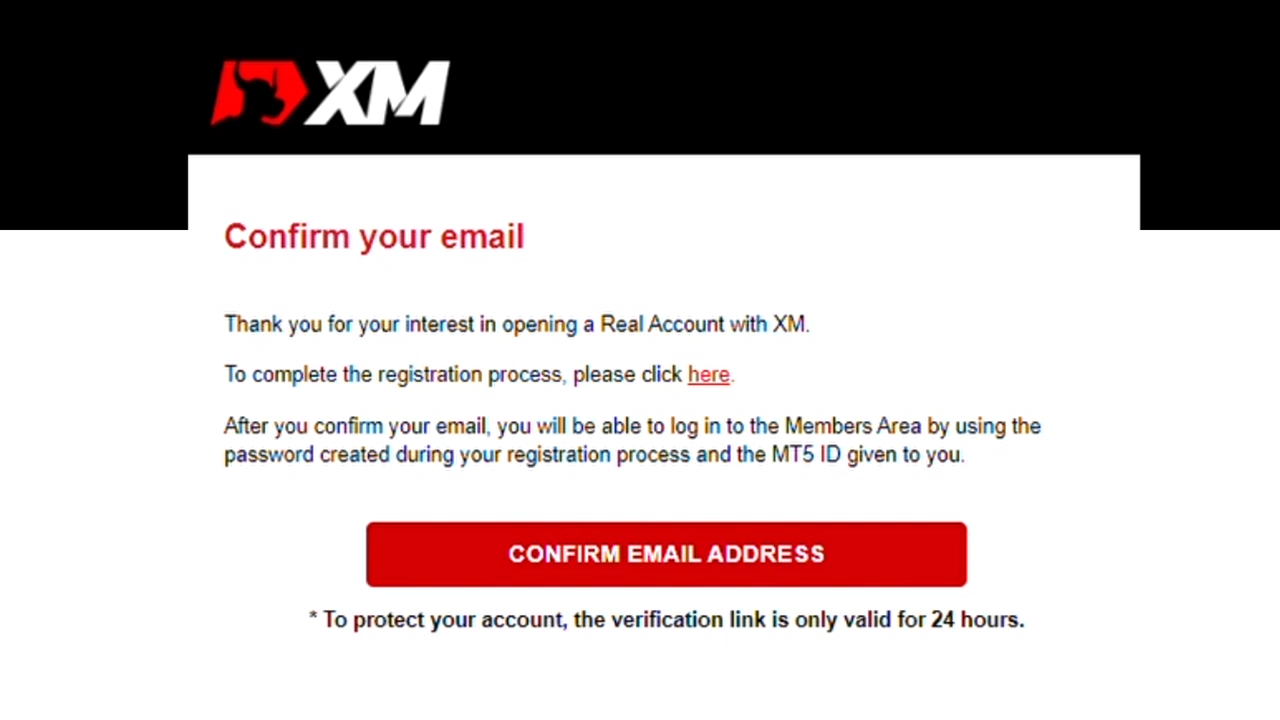 XM
Confirm your email
Thank you for your interest in opening a Real Account with XM.
To complete the registration process, please click here.
After you confirm your email, you will be able to log in to the Members Area by using the
password created during your registration process and the MT5 ID given to you.
CONFIRM EMAIL ADDRESS
* To protect your account, the verification link is only valid for 24 hours.